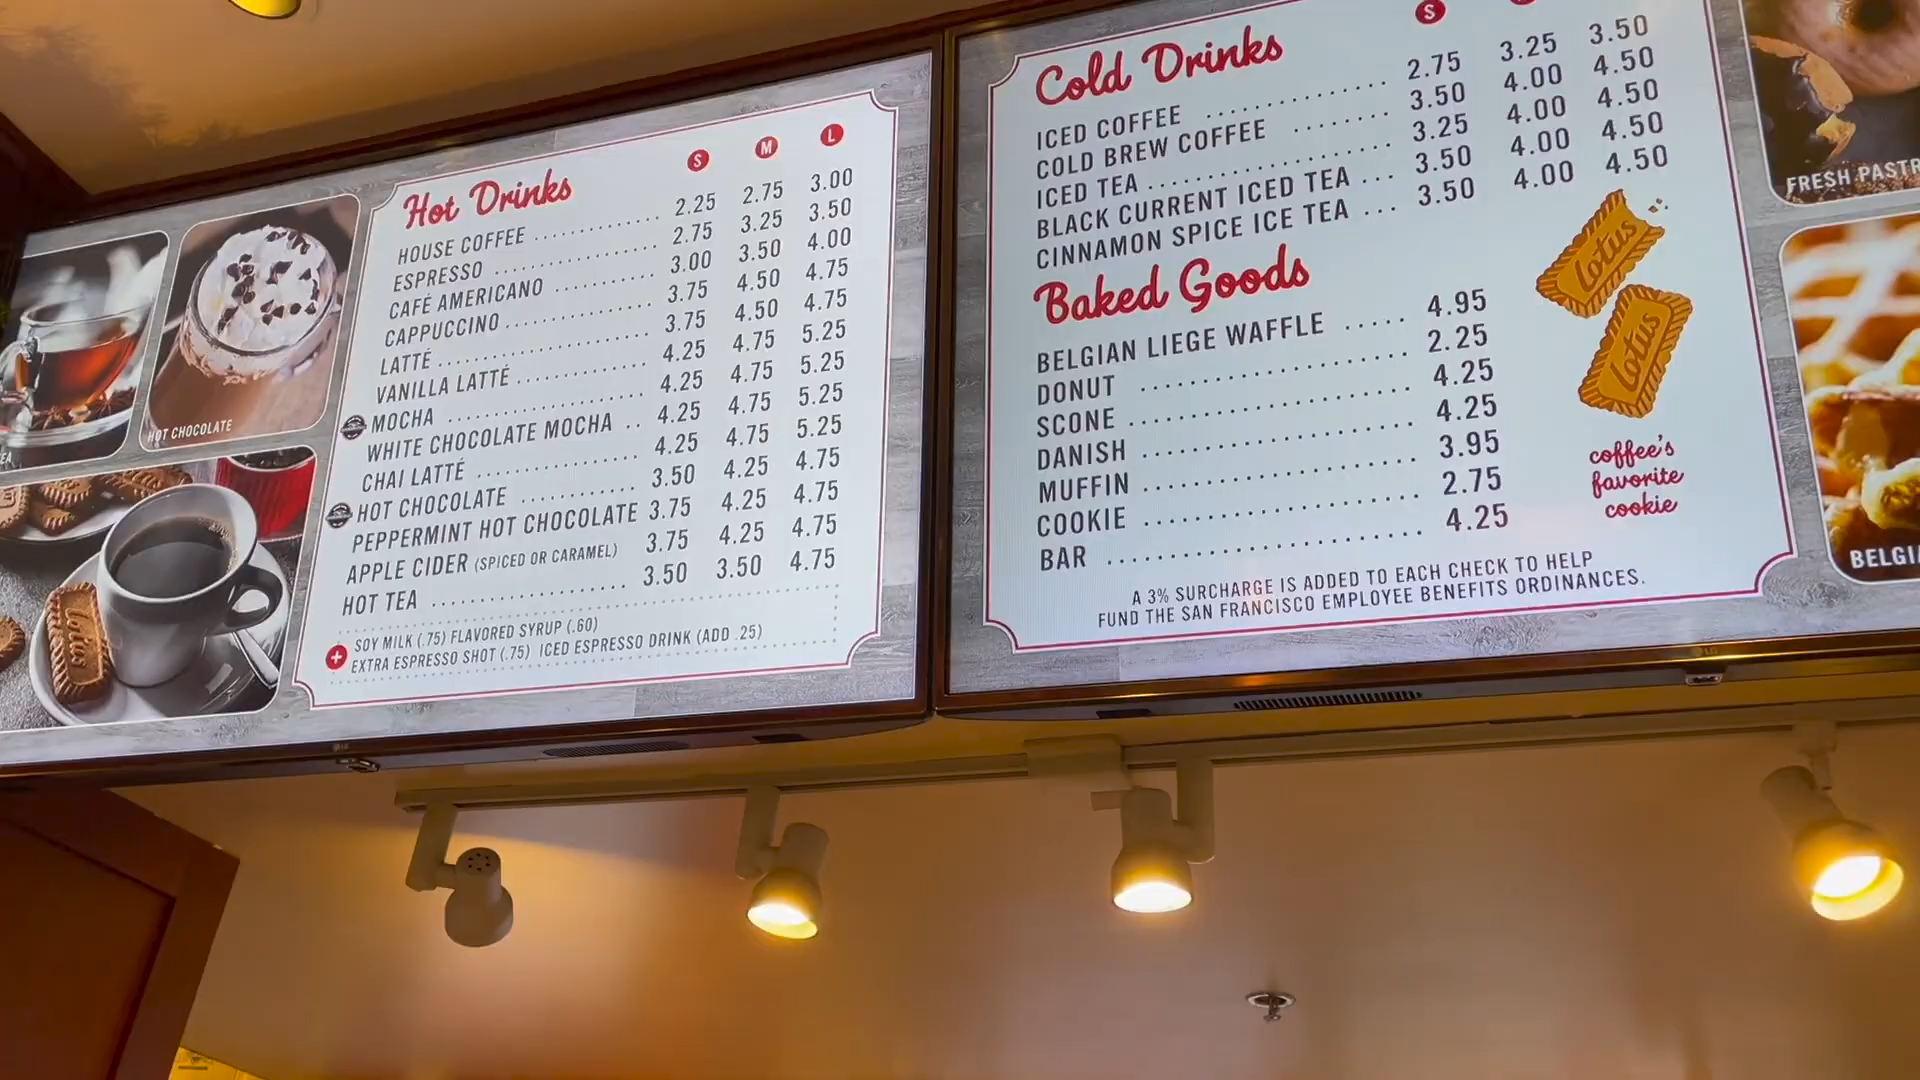 Hot Drinks
S M L
HOUSE COFFEE 2.25 2.75 3.00
ESPRESSO 2.75 3.25 3.50
CAFÉ AMERICANO 3.00 3.50 4.00
CAPPUCCINO 3.75 4.50 4.75
LATTÉ 3.75 4.50 4.75
VANILLA LATTÉ 4.25 4.75 5.25
MOCHA 4.25 4.75 5.25
WHITE CHOCOLATE MOCHA 4.25 4.75 5.25
CHAI LATTÉ 4.25 4.75 5.25
HOT CHOCOLATE 3.50 4.25 4.75
PEPPERMINT HOT CHOCOLATE 3.75 4.25 4.75
APPLE CIDER (SPICED OR CARAMEL) 3.75 4.25 4.75
HOT TEA 3.50 3.50 4.75
SOY MILK (.75) FLAVORED SYRUP (.60)
EXTRA ESPRESSO SHOT (.75) ICED ESPRESSO DRINK (ADD .25)
HOT CHOCOLATE
Lotus
Cold Drinks
S
ICED COFFEE 2.75 3.25 3.50
COLD BREW COFFEE 3.50 4.00 4.50
ICED TEA 3.25 4.00 4.50
BLACK CURRENT ICED TEA 3.50 4.00 4.50
CINNAMON SPICE ICE TEA 3.50 4.00 4.50
Baked Goods
BELGIAN LIEGE WAFFLE 4.95
DONUT 2.25
SCONE 4.25
DANISH 4.25
MUFFIN 3.95
COOKIE 2.75
BAR 4.25
Lotus
Lotus
coffee's
favorite
cookie
A 3% SURCHARGE IS ADDED TO EACH CHECK TO HELP
FUND THE SAN FRANCISCO EMPLOYEE BENEFITS ORDINANCES.
FRESH PASTR
BELGI
LG